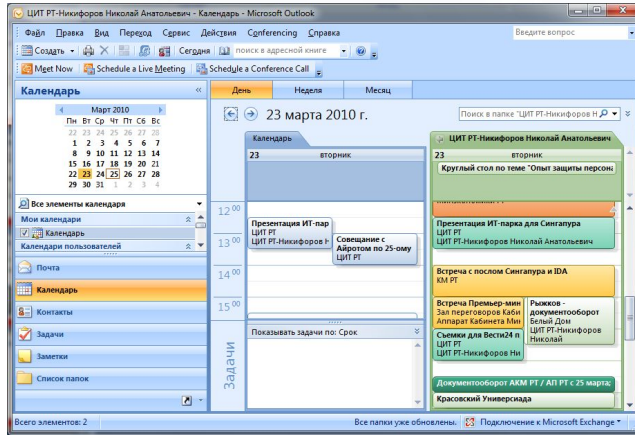 ЦИТ РТ-Никифоров Николай Анатольевич - Календарь - Microsoft Outlook
Файл Правка Вид Переход Сервис Действия Conferencing Справка
Введите вопрос
Создать Сегодня поиск в адресной книге
Meet Now Schedule a Live Meeting Schedule a Conference Call
Календарь «
День Неделя Месяц
Март 2010
Пн Вт Ср Чт Пт Сб Вс
22 23 24 25 26 27 28
1 2 3 4 5 6 7
8 9 10 11 12 13 14
15 16 17 18 19 20 21
22 23 24 25 26 27 28
29 30 31 1 2 3 4
23 марта 2010 г.
Поиск в папке "ЦИТ РТ-Никифоров Н
Календарь
ЦИТ РТ-Никифоров Николай Анатольевич
23 вторник
23 вторник
Круглый стол по теме "Опыт защиты персона
Все элементы календаря
Мои календари
Календарь
Календари пользователей
Почта
Календарь
Контакты
Задачи
Заметки
Список папок
12 00
13 00
14 00
15 00
Презентация ИТ-пар
ЦИТ РТ
ЦИТ РТ-Никифоров Н
Совещание с
Айротом по 25-ому
ЦИТ РТ
Презентация ИТ-парка для Сингапура
ЦИТ РТ
ЦИТ РТ-Никифоров Николай Анатольевич
Встреча с послом Сингапура и IDA
КМ РТ
Встреча Премьер-мин
Зал переговоров Каби
Аппарат Кабинета Мин
Рыжков -
документооборот
Белый Дом
ЦИТ РТ-Никифоров
Николай
Съемки для Вести24 п
ЦИТ РТ
ЦИТ РТ-Никифоров Ни
Задачи
Показывать задачи по: Срок
Документооборот АКМ РТ / АП РТ с 25 марта;
Красовский Универсиада
Всего элементов: 2
Все папки уже обновлены. Подключение к Microsoft Exchange